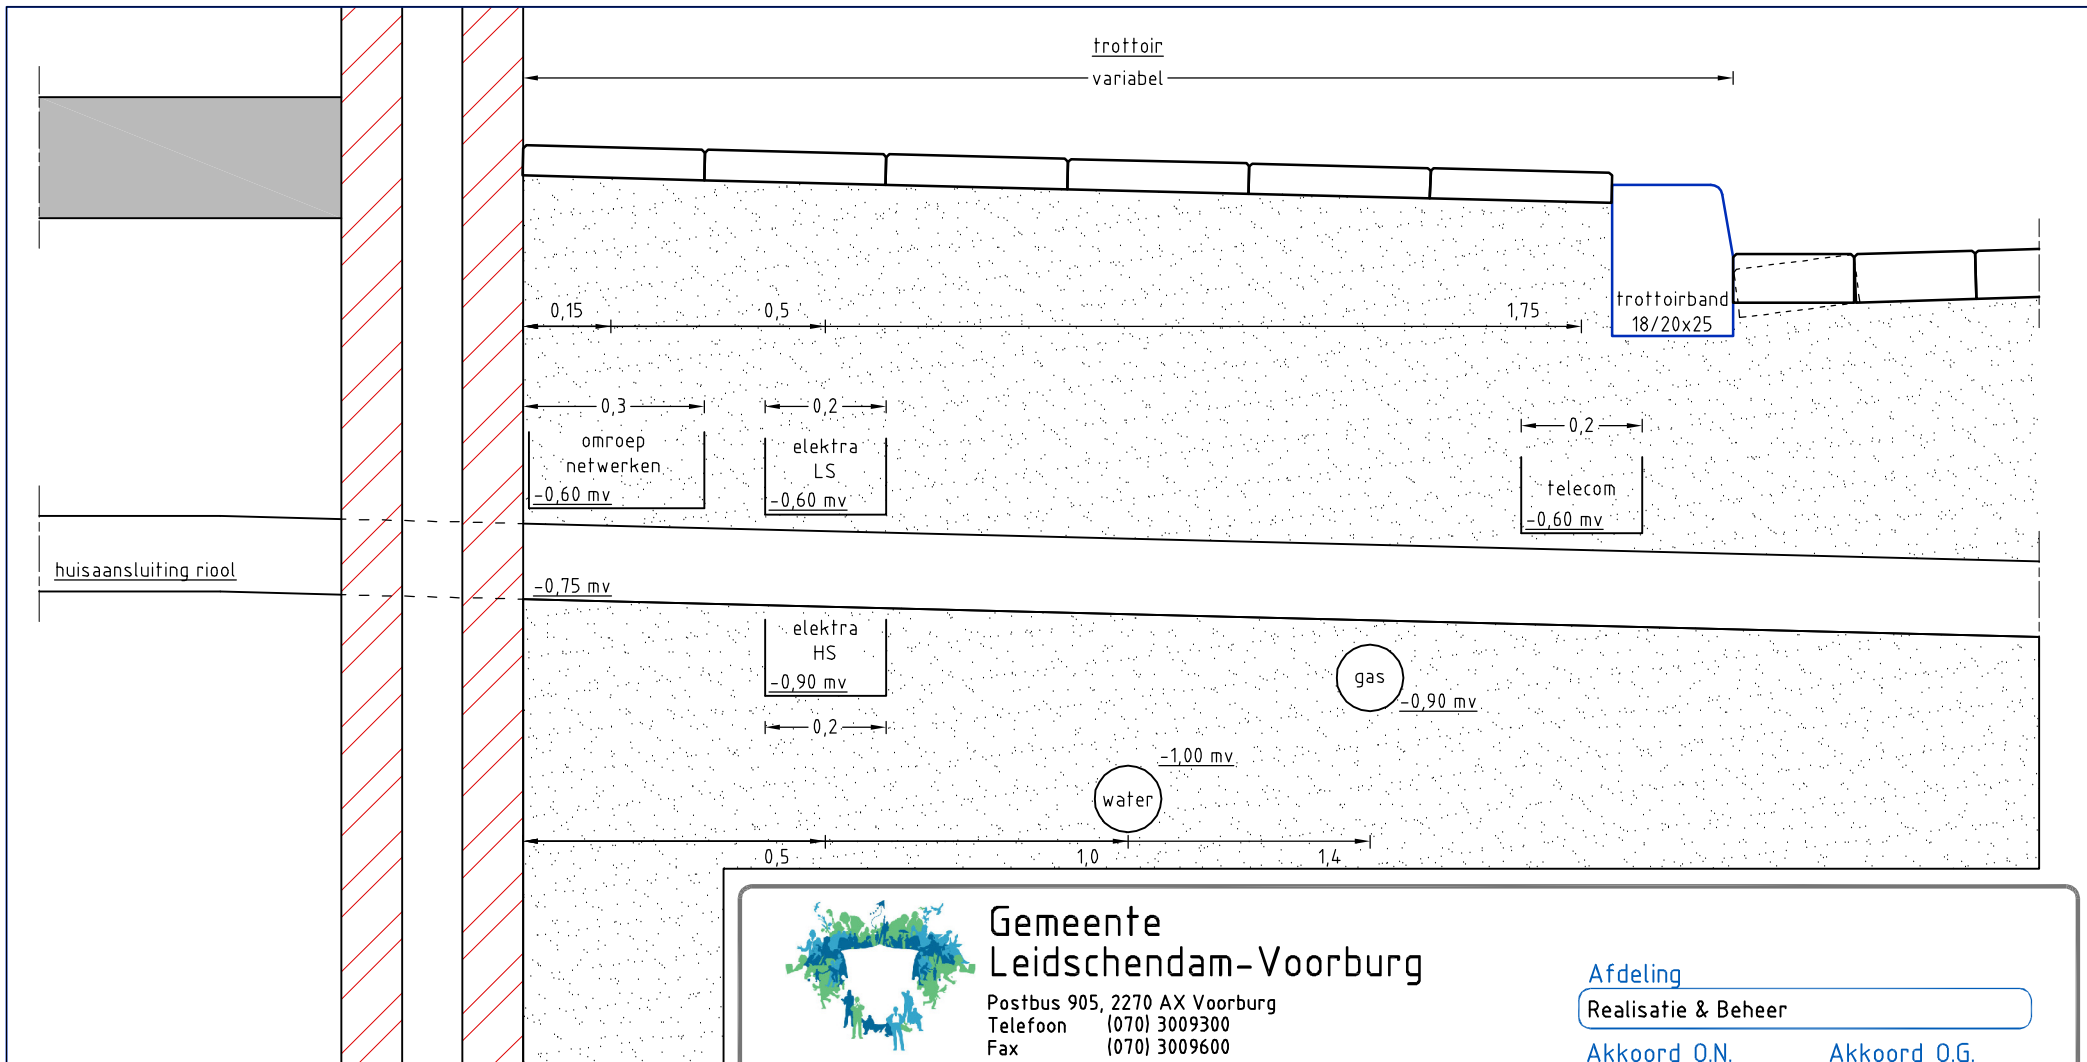 trottoir
variabel
0,15
0,5
1,75
trottoirband
18/20x25
0,3
0,2
0,2
omroep
netwerken
-0,60 mv
elektra
LS
-0,60 mv
telecom
-0,60 mv
huisaansluiting riool
-0,75 mv
elektra
HS
-0,90 mv
0,2
gas
-0,90 mv
-1,00 mv
water
0,5
1,0
1,4
Gemeente
Leidschendam-Voorburg
Postbus 905, 2270 AX Voorburg
Telefoon (070) 3009300
Fax (070) 3009600
Afdeling
Realisatie & Beheer
Akkoord O.N. Akkoord O.G.